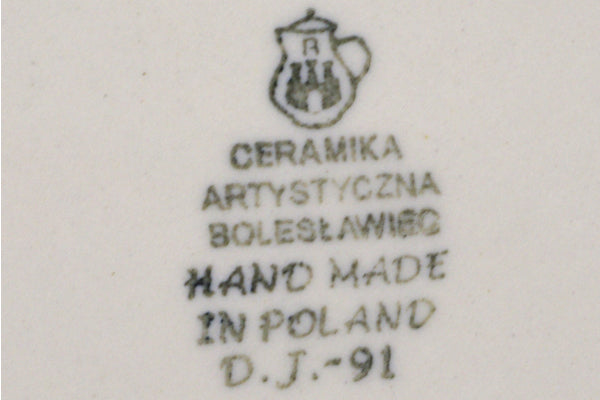 R
CERAMIKA
ARTYSTYCZNA
BOLESŁAWIEC
HAND MADE
IN POLAND
D.J.-91